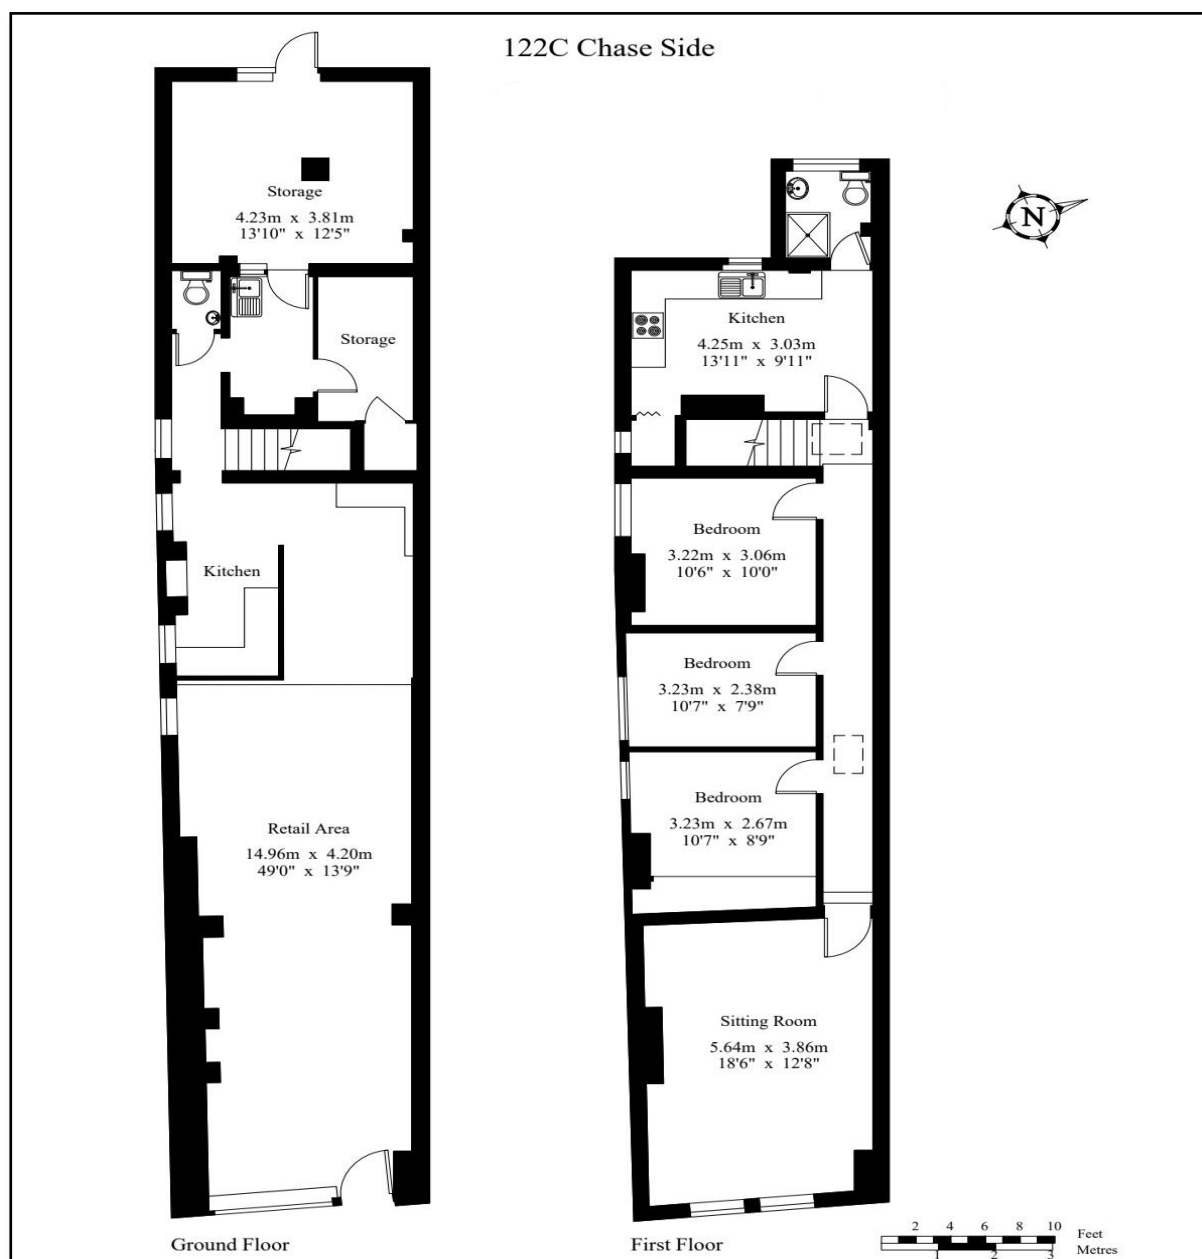 122C Chase Side
Storage
4.23m x 3.81m
13'10" x 12'5"
Storage
Kitchen
Retail Area
14.96m x 4.20m
49'0" x 13'9"
Ground Floor
N
Kitchen
4.25m x 3.03m
13'11" x 9'11"
Bedroom
3.22m x 3.06m
10'6" x 10'0"
Bedroom
3.23m x 2.38m
10'7" x 7'9"
Bedroom
3.23m x 2.67m
10'7" x 8'9"
Sitting Room
5.64m x 3.86m
18'6" x 12'8"
First Floor
2 4 6 8 10 Feet
1 2 3 Metres